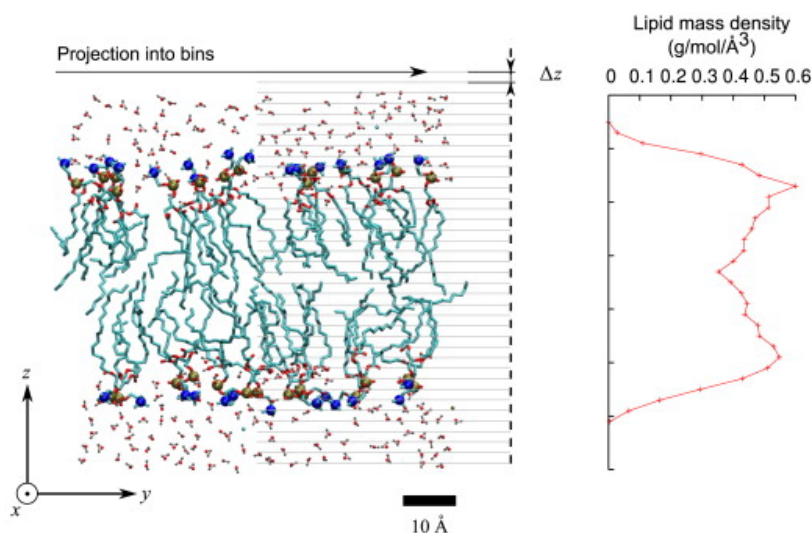 Lipid mass density
(g/mol/Å³)
Projection into bins
Δz
0 0.1 0.2 0.3 0.4 0.5 0.6
z
x
y
10 Å